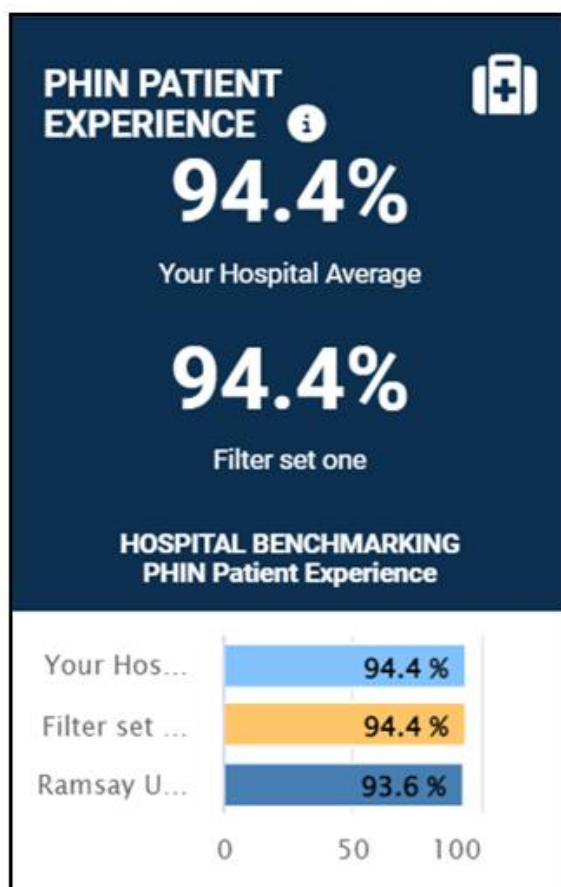 PHIN PATIENT
EXPERIENCE i
94.4%
Your Hospital Average
94.4%
Filter set one
HOSPITAL BENCHMARKING
PHIN Patient Experience
Your Hos... 94.4 %
Filter set ... 94.4 %
Ramsay U... 93.6 %
0 50 100